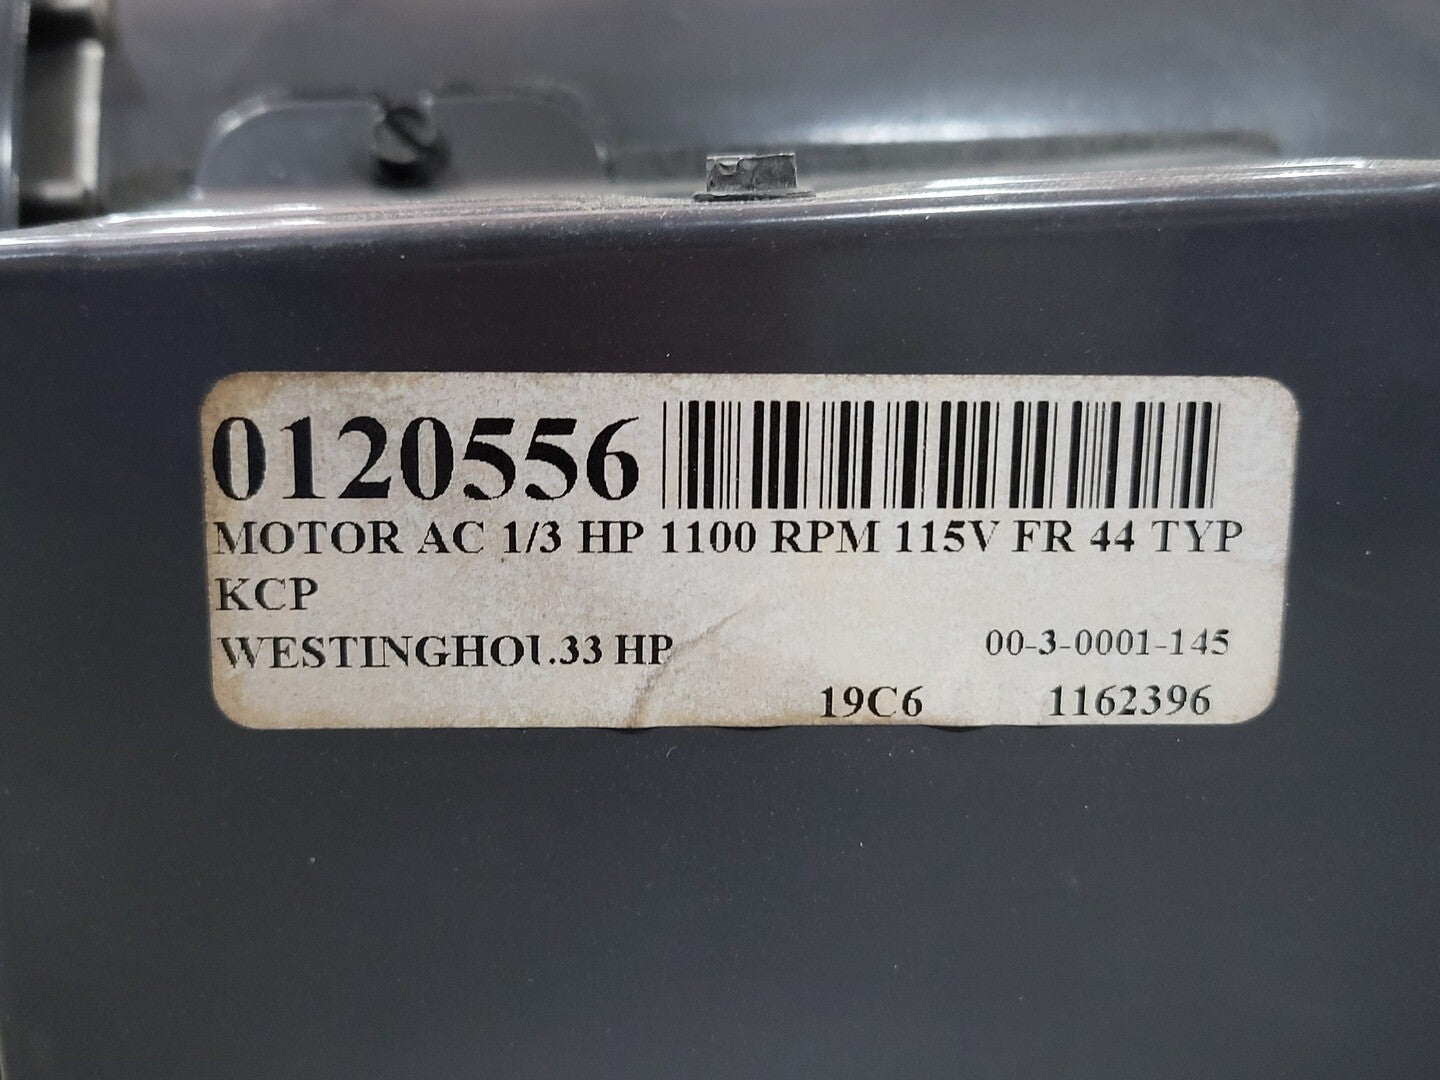 0120556
MOTOR AC 1/3 HP 1100 RPM 115V FR 44 TYP
KCP
WESTINGHOU.33 HP 00-3-0001-145
19C6 1162396